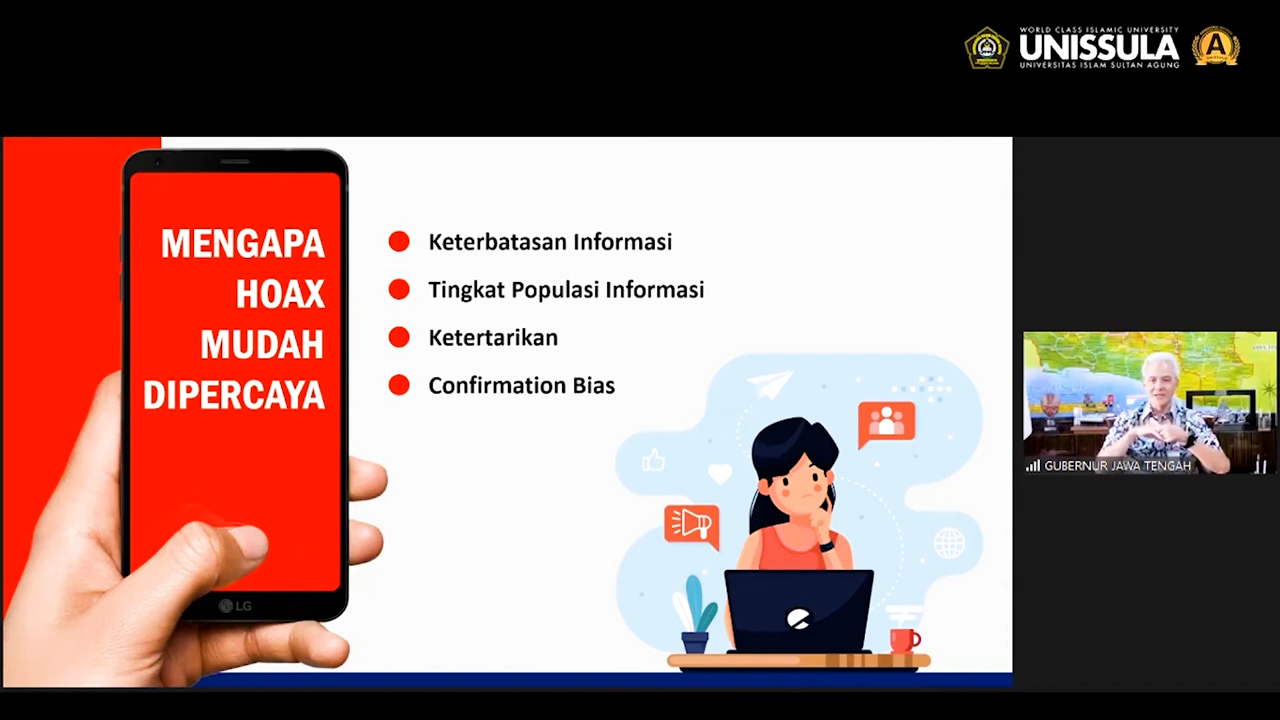 WORLD CLASS ISLAMIC UNIVERSITY
UNISSULA
UNIVERSITAS ISLAM SULTAN AGUNG
A
MENGAPA
HOAX
MUDAH
DIPERCAYA
Keterbatasan Informasi
Tingkat Populasi Informasi
Ketertarikan
Confirmation Bias
LG
GUBERNUR JAWA TENGAH